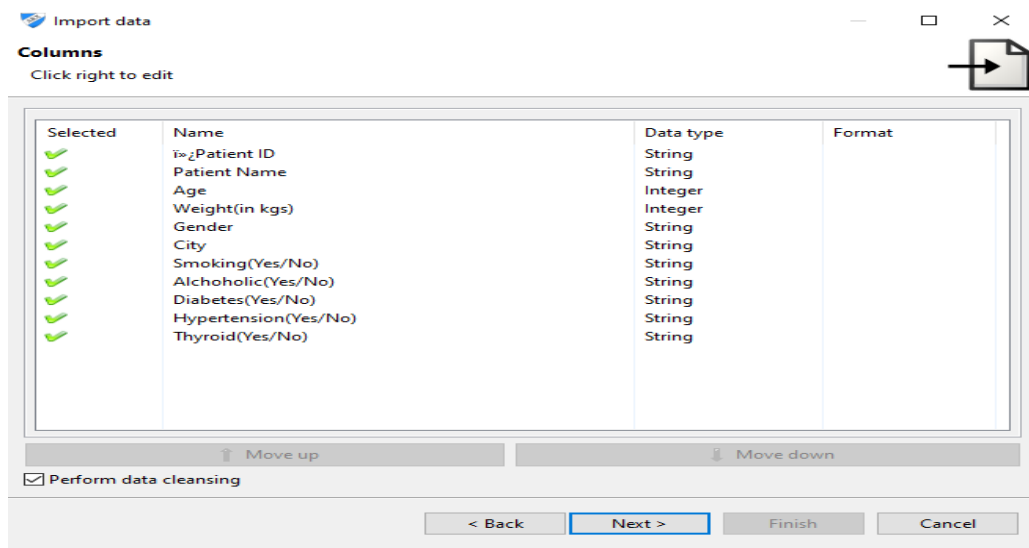 Import data
Columns
Click right to edit
Selected Name Data type Format
ï»¿Patient ID String
Patient Name String
Age Integer
Weight(in kgs) Integer
Gender String
City String
Smoking(Yes/No) String
Alchoholic(Yes/No) String
Diabetes(Yes/No) String
Hypertension(Yes/No) String
Thyroid(Yes/No) String
Move up Move down
Perform data cleansing
< Back Next > Finish Cancel